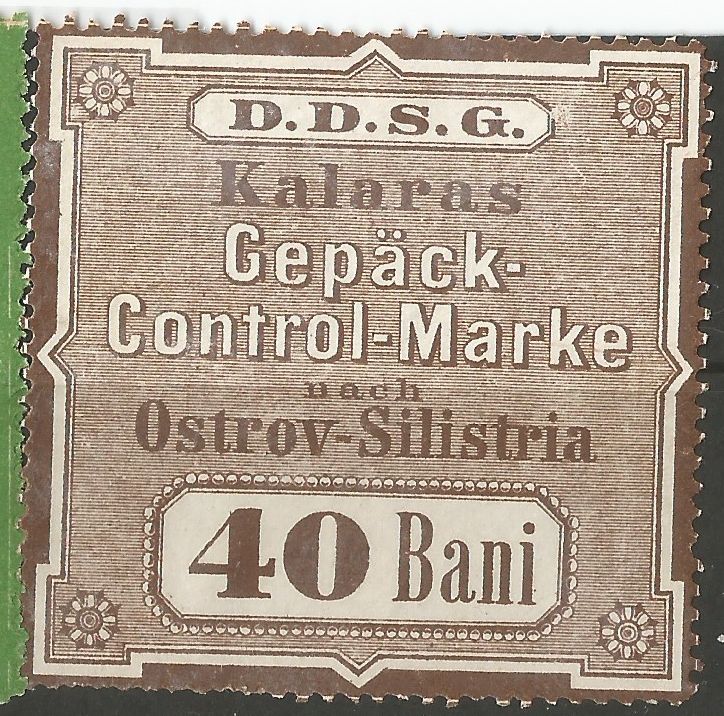 D.D.S.G.
Kalaras
Gepäck-
Control-Marke
nach
Ostrov-Silistria
40 Bani